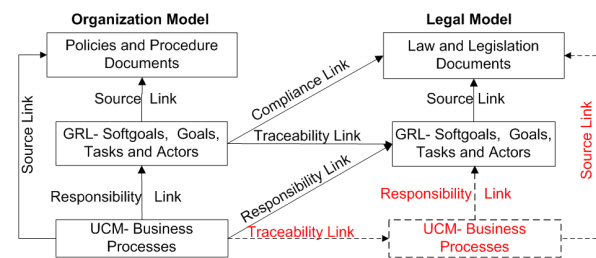 Organization Model
Legal Model
Policies and Procedure
Documents
Law and Legislation
Documents
Source Link
Compliance Link
Source Link
Source Link
Source Link
GRL- Softgoals, Goals,
Tasks and Actors
Traceability Link
GRL- Softgoals, Goals,
Tasks and Actors
Responsibility Link
Responsibility Link
Responsibility Link
UCM- Business
Processes
Traceability Link
UCM- Business
Processes